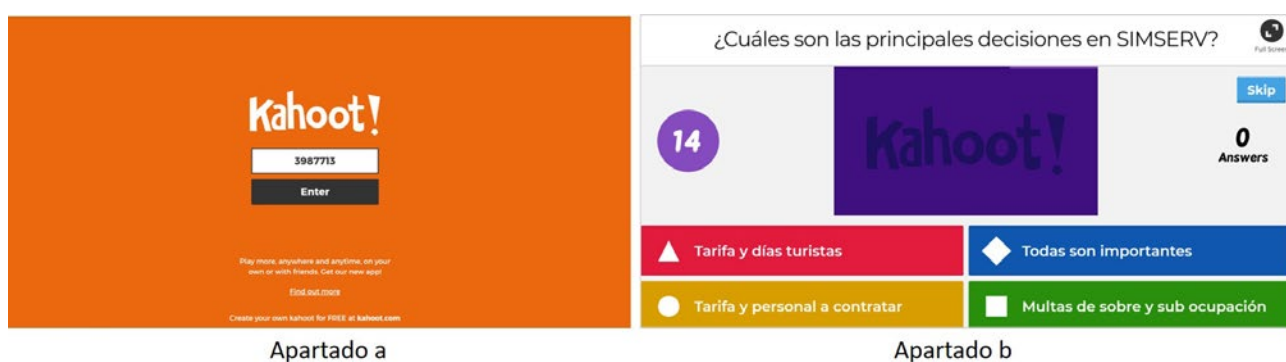 Kahoot!
3987713
Enter
Play more, anywhere and anytime, on your
own or with friends. Get our new app!
Find out more
Create your own kahoot for FREE at kahoot.com
Apartado a
¿Cuáles son las principales decisiones en SIMSERV?
Full Screen
Skip
14
Kahoot!
0
Answers
Tarifa y días turistas
Todas son importantes
Tarifa y personal a contratar
Multas de sobre y sub ocupación
Apartado b